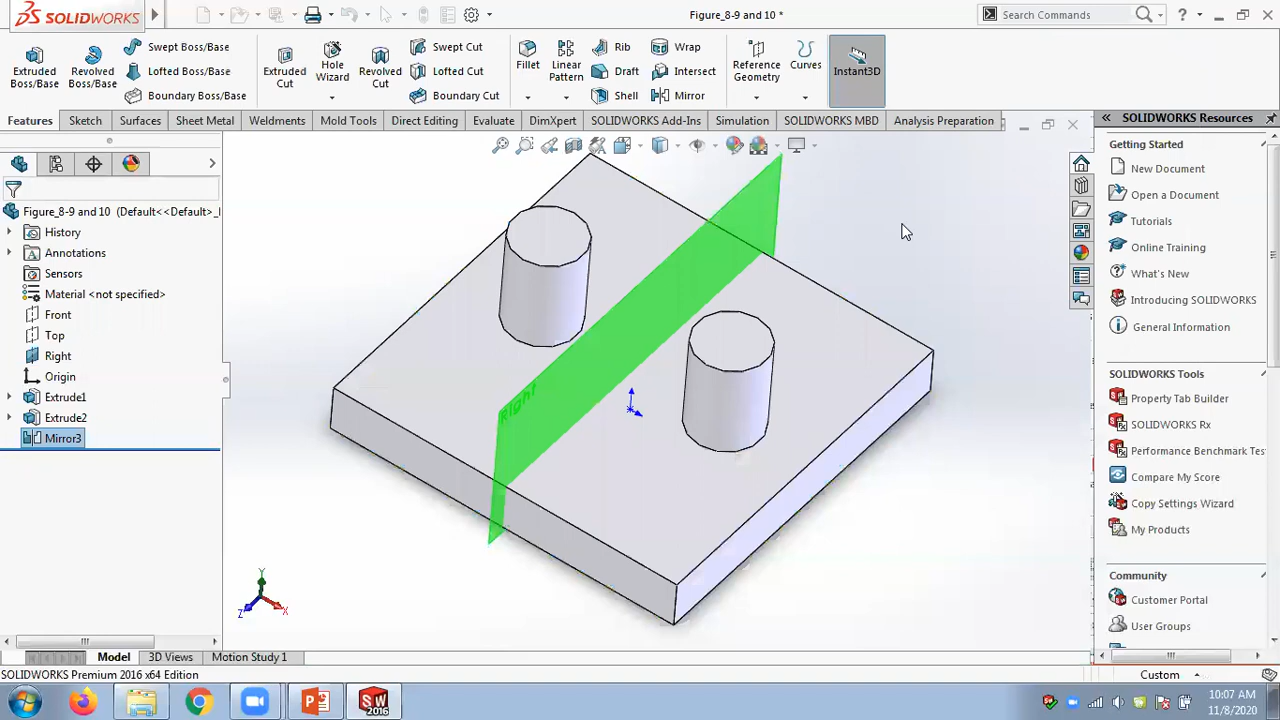 SOLIDWORKS
Figure_8-9 and 10 *
Search Commands
Extruded Boss/Base
Revolved Boss/Base
Swept Boss/Base
Lofted Boss/Base
Boundary Boss/Base
Extruded Cut
Hole Wizard
Revolved Cut
Swept Cut
Lofted Cut
Boundary Cut
Fillet
Linear Pattern
Rib
Draft
Shell
Wrap
Intersect
Mirror
Reference Geometry
Curves
Instant3D
Features
Sketch
Surfaces
Sheet Metal
Weldments
Mold Tools
Direct Editing
Evaluate
DimXpert
SOLIDWORKS Add-Ins
Simulation
SOLIDWORKS MBD
Analysis Preparation
Figure_8-9 and 10 (Default<<Default>_
History
Annotations
Sensors
Material <not specified>
Front
Top
Right
Origin
Extrude1
Extrude2
Mirror3
Right
Y
Z
X
SOLIDWORKS Resources
Getting Started
New Document
Open a Document
Tutorials
Online Training
What's New
Introducing SOLIDWORKS
General Information
SOLIDWORKS Tools
Property Tab Builder
SOLIDWORKS Rx
Performance Benchmark Tes
Compare My Score
Copy Settings Wizard
My Products
Community
Customer Portal
User Groups
Model
3D Views
Motion Study 1
SOLIDWORKS Premium 2016 x64 Edition
Custom
SW
2016
10:07 AM
11/8/2020